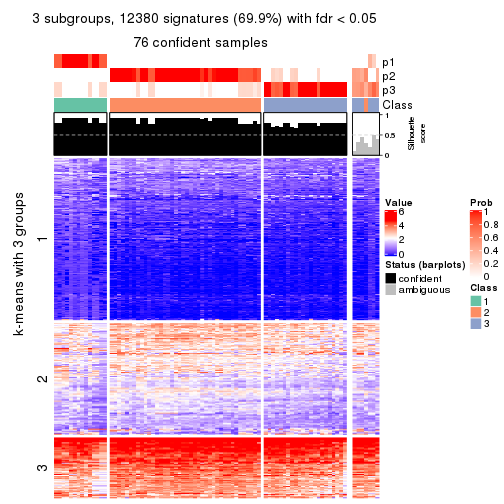 3 subgroups, 12380 signatures (69.9%) with fdr < 0.05
76 confident samples
p1
p2
p3
Class
1
0.5
0
Silhouette
score
k-means with 3 groups
1
2
3
Value
6
4
2
0
Status (barplots)
confident
ambiguous
Prob
1
0.8
0.6
0.4
0.2
0
Class
1
2
3